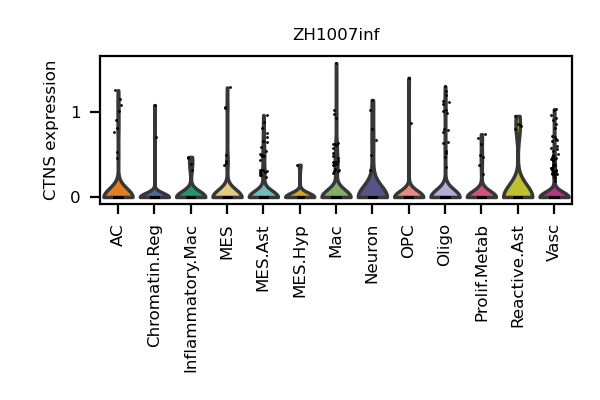 ZH1007inf
CTNS expression
1
0
AC
Chromatin.Reg
Inflammatory.Mac
MES
MES.Ast
MES.Hyp
Mac
Neuron
OPC
Oligo
Prolif.Metab
Reactive.Ast
Vasc